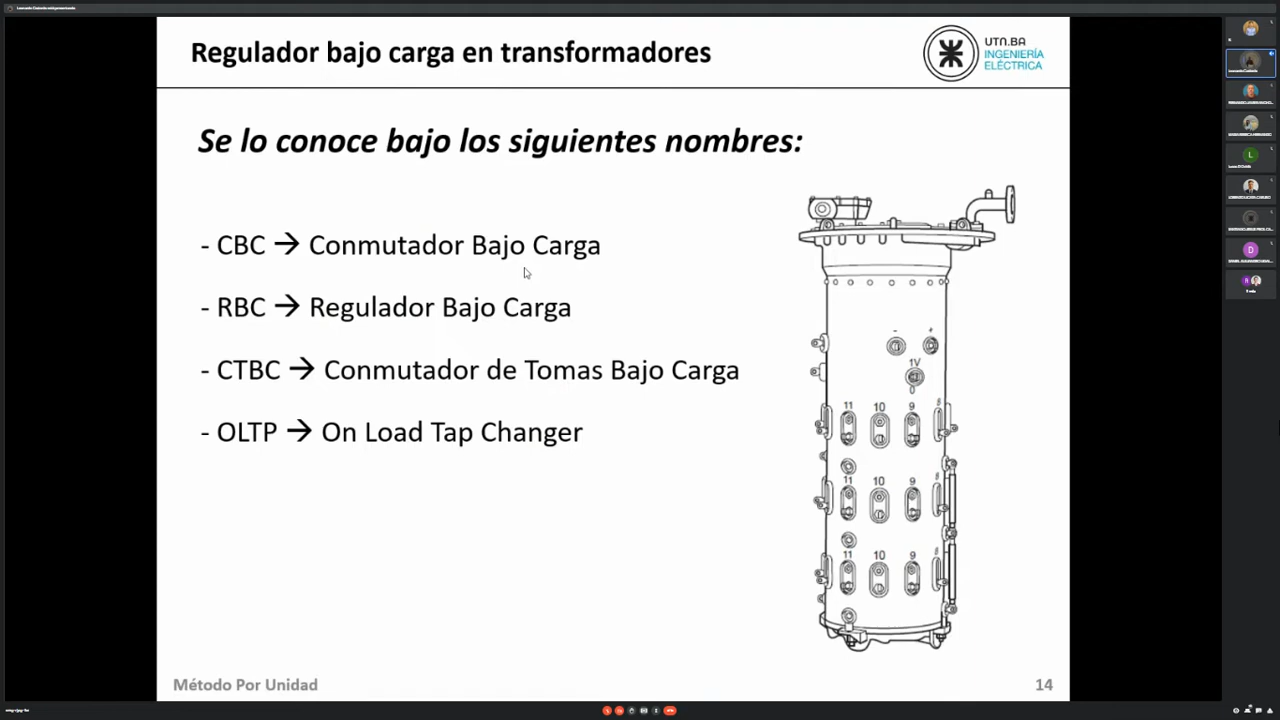 Regulador bajo carga en transformadores
UTN.BA
INGENIERÍA
ELÉCTRICA
Se lo conoce bajo los siguientes nombres:
- CBC → Conmutador Bajo Carga
- RBC → Regulador Bajo Carga
- CTBC → Conmutador de Tomas Bajo Carga
- OLTP → On Load Tap Changer
- +
1V
11 10 9
11 10 9
11 10 9
Método Por Unidad
14